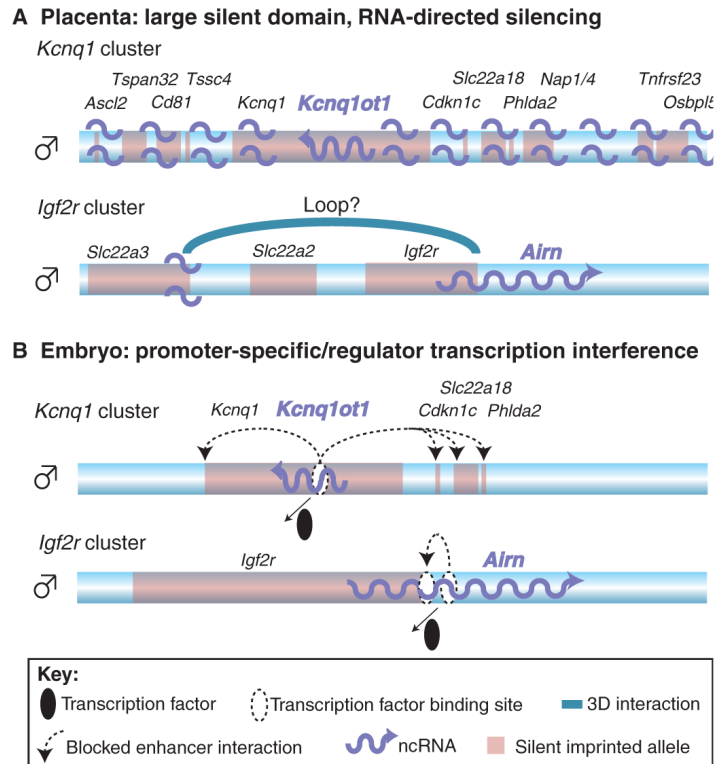 A Placenta: large silent domain, RNA-directed silencing
Kcnq1 cluster
Tspan32 Tssc4 Slc22a18 Nap1/4 Tnfrsf23
Ascl2 Cd81 Kcnq1 Kcnq1ot1 Cdkn1c Phlda2 Osbpl5
♂
Igf2r cluster
Loop?
Slc22a3 Slc22a2 Igf2r Airn
♂
B Embryo: promoter-specific/regulator transcription interference
Slc22a18
Kcnq1 cluster Kcnq1 Kcnq1ot1 Cdkn1c Phlda2
♂
Igf2r cluster
Igf2r Airn
♂
Key:
Transcription factor Transcription factor binding site 3D interaction
Blocked enhancer interaction ncRNA Silent imprinted allele